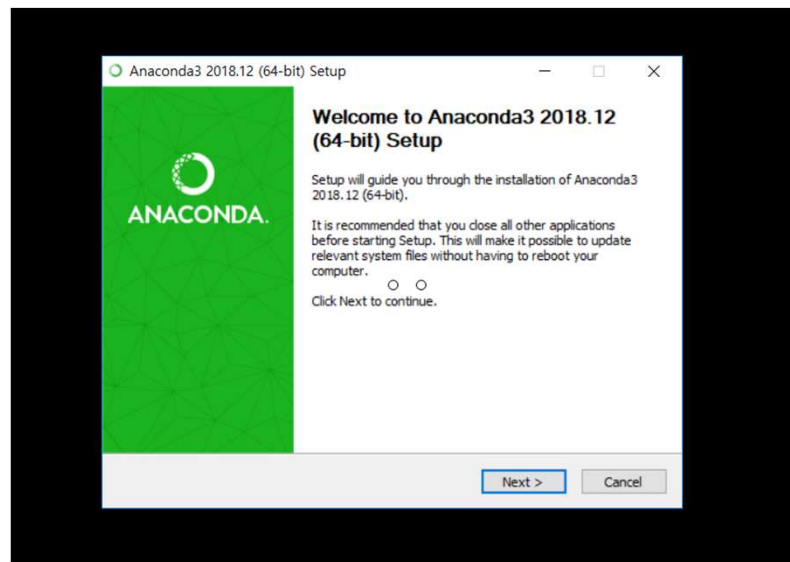 Anaconda3 2018.12 (64-bit) Setup
ANACONDA.
Welcome to Anaconda3 2018.12
(64-bit) Setup
Setup will guide you through the installation of Anaconda3
2018.12 (64-bit).
It is recommended that you close all other applications
before starting Setup. This will make it possible to update
relevant system files without having to reboot your
computer.
Click Next to continue.
Next >
Cancel